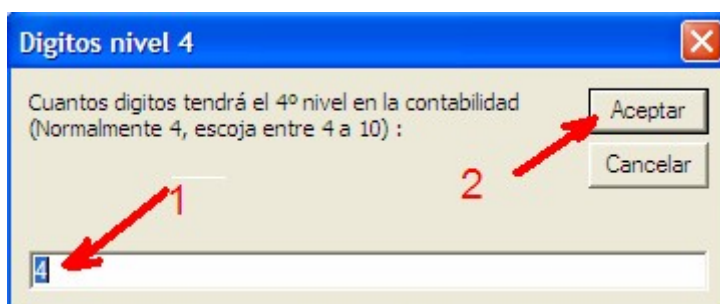 Digitos nivel 4
Cuantos digitos tendrá el 4º nivel en la contabilidad
(Normalmente 4, escoja entre 4 a 10) :
Aceptar
Cancelar
1
2
4